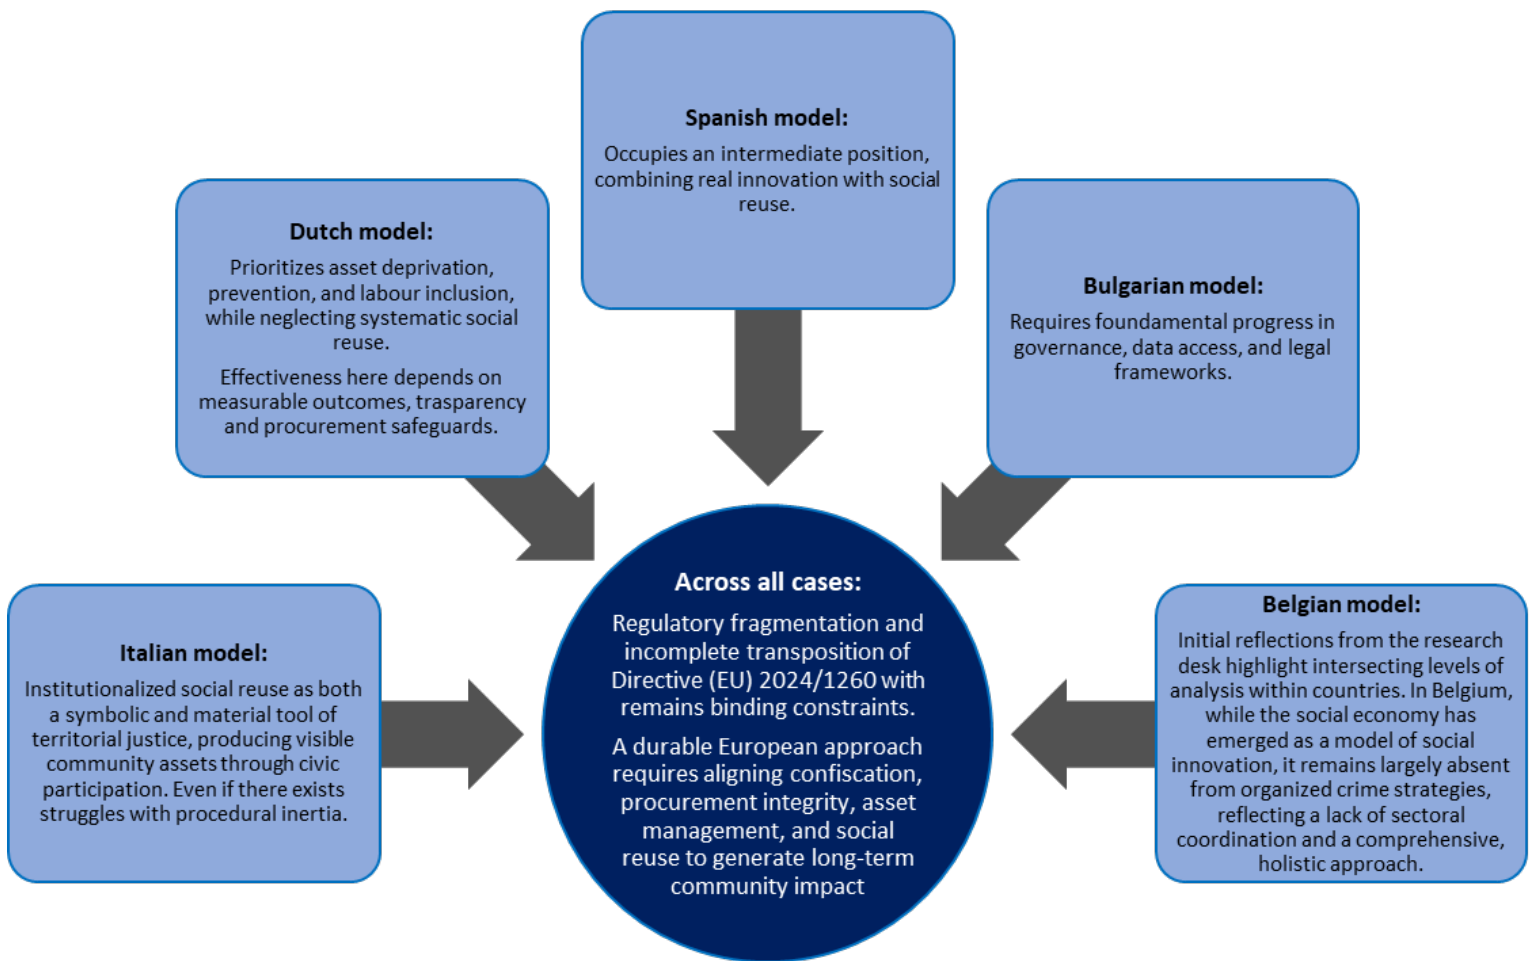 Spanish model:
Occupies an intermediate position,
combining real innovation with social
reuse.
Dutch model:
Prioritizes asset deprivation,
prevention, and labour inclusion,
while neglecting systematic social
reuse.
Effectiveness here depends on
measurable outcomes, trasparency
and procurement safeguards.
Bulgarian model:
Requires foundamental progress in
governance, data access, and legal
frameworks.
Italian model:
Institutionalized social reuse as both
a symbolic and material tool of
territorial justice, producing visible
community assets through civic
participation. Even if there exists
struggles with procedural inertia.
Across all cases:
Regulatory fragmentation and
incomplete transposition of
Directive (EU) 2024/1260 with
remains binding constraints.
A durable European approach
requires aligning confiscation,
procurement integrity, asset
management, and social
reuse to generate long-term
community impact
Belgian model:
Initial reflections from the research
desk highlight intersecting levels of
analysis within countries. In Belgium,
while the social economy has
emerged as a model of social
innovation, it remains largely absent
from organized crime strategies,
reflecting a lack of sectoral
coordination and a comprehensive,
holistic approach.